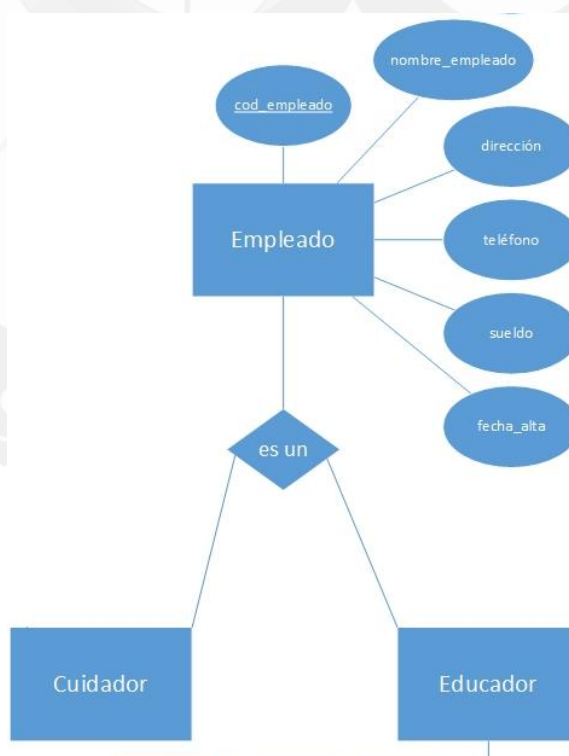 nombre_empleado
cod_empleado
dirección
Empleado
teléfono
sueldo
fecha_alta
es un
Cuidador
Educador